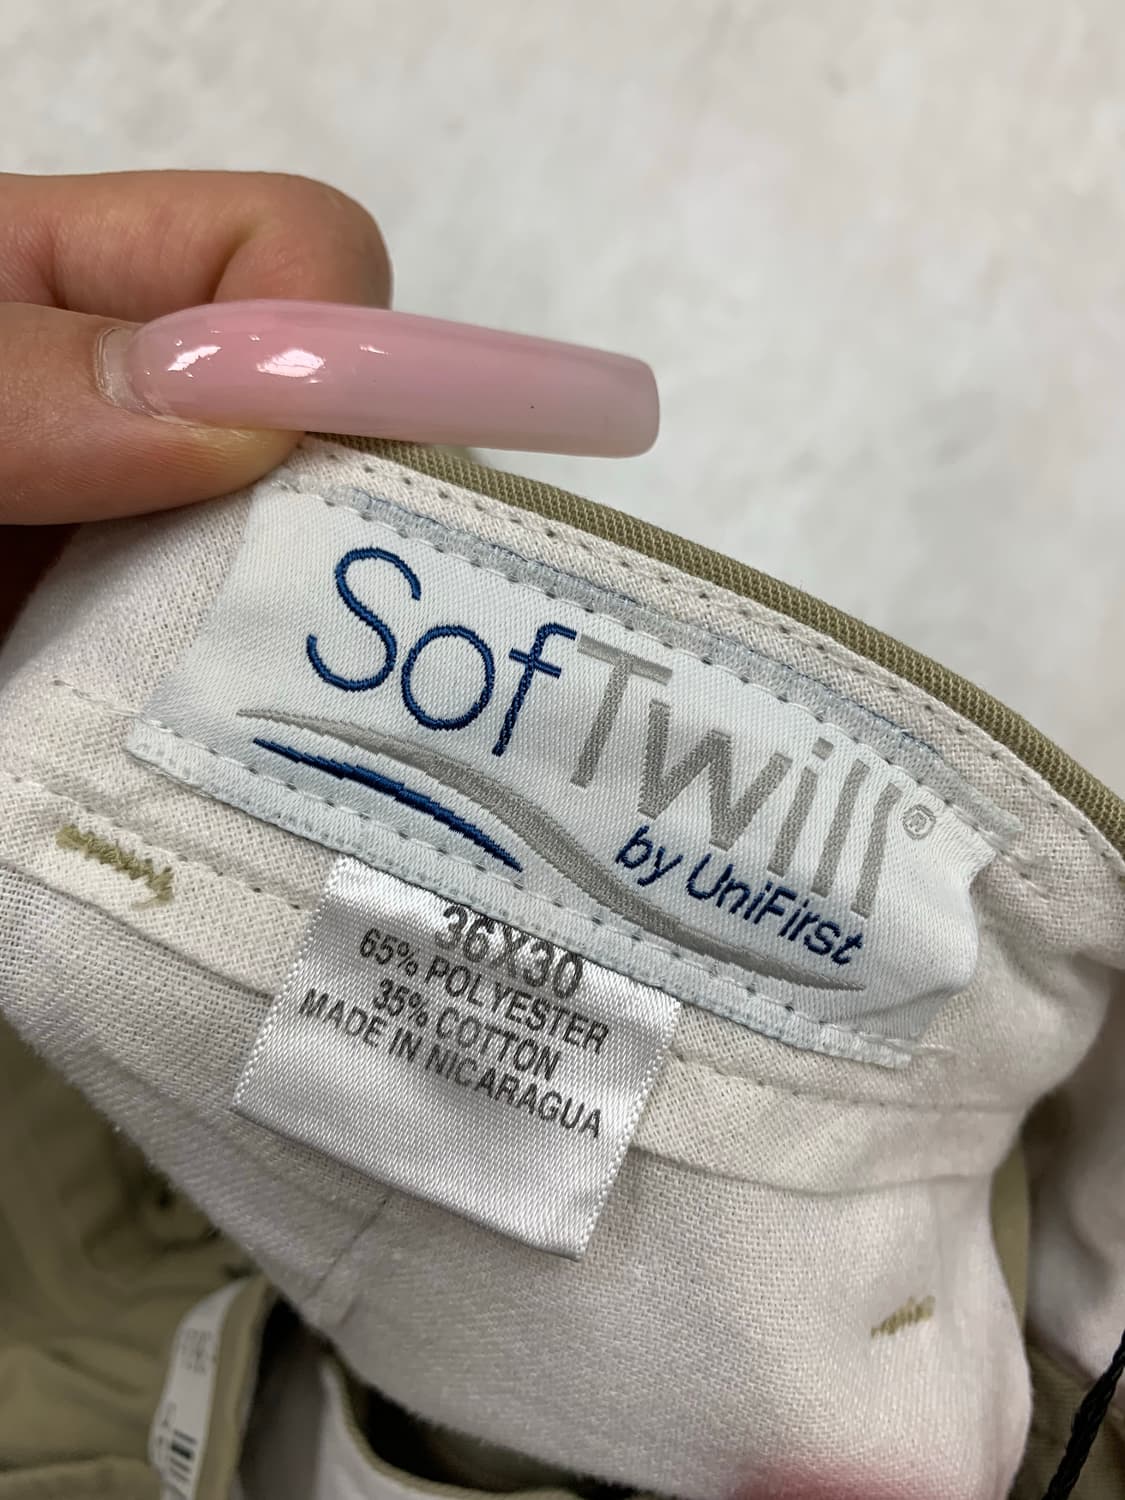 SofTwill®
by UniFirst
36X30
65% POLYESTER
35% COTTON
MADE IN NICARAGUA